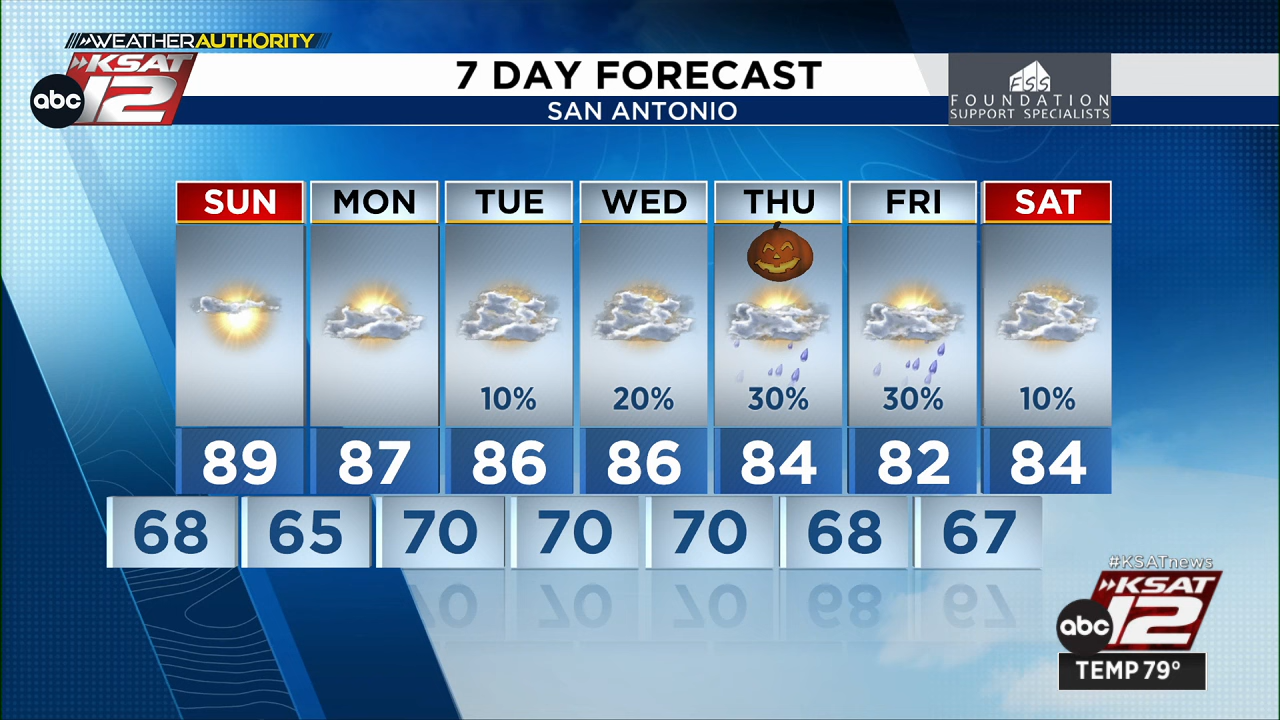 WEATHERAUTHORITY
KSAT
abc 12
7 DAY FORECAST
SAN ANTONIO
FSS
FOUNDATION
SUPPORT SPECIALISTS
SUN MON TUE WED THU FRI SAT
10% 20% 30% 30% 10%
89 87 86 86 84 82 84
68 65 70 70 70 68 67
#KSATnews
KSAT
abc 12
TEMP 79°